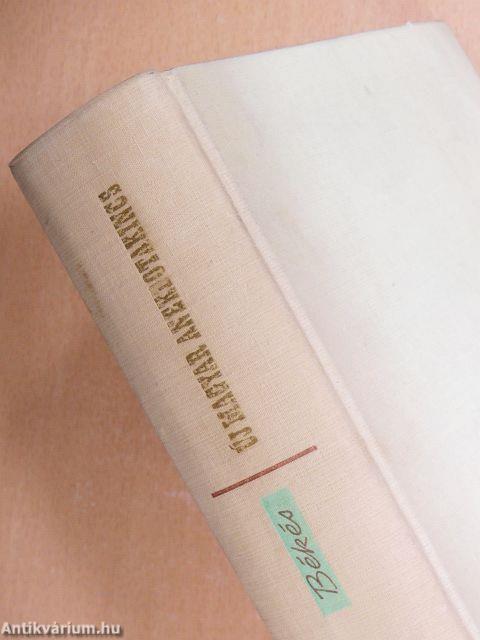 ÚJ MAGYAR ANEKDOTAKINCS
Békés
Antikvárium.hu